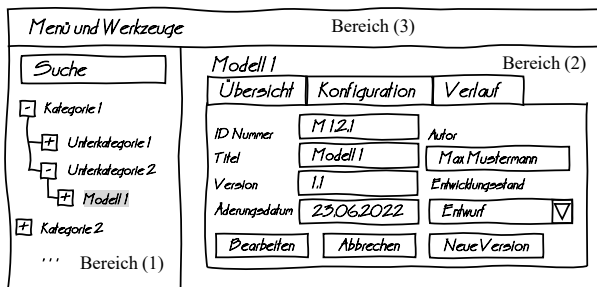 Menü und Werkzeuge Bereich (3)
Suche
Kategorie 1
Unterkategorie 1
Unterkategorie 2
Modell 1
Kategorie 2
...
Bereich (1)
Modell 1 Bereich (2)
Übersicht Konfiguration Verlauf
ID Nummer M 1.2.1 Autor
Titel Modell 1 Max Mustermann
Version 1.1 Entwicklungsstand
Äderungsdatum 23.06.2022 Entwurf
Bearbeiten Abbrechen Neue Version